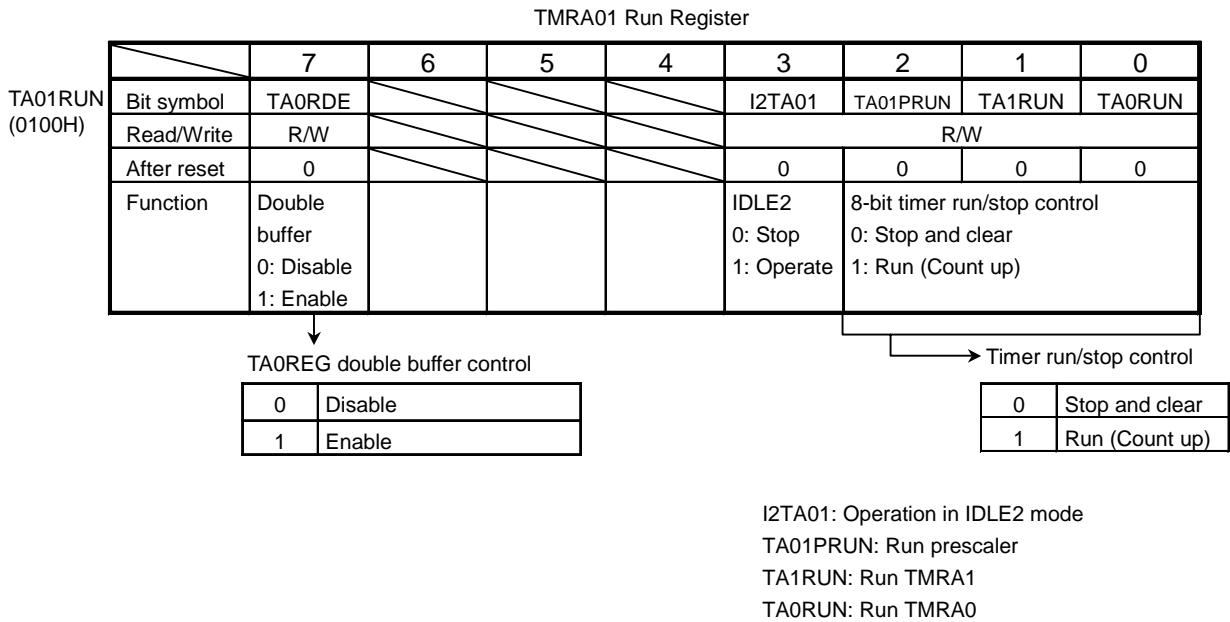 TMRA01 Run Register
7 6 5 4 3 2 1 0
TA01RUN
(0100H)
Bit symbol TA0RDE I2TA01 TA01PRUN TA1RUN TA0RUN
Read/Write R/W R/W
After reset 0 0 0 0 0
Function Double IDLE2 8-bit timer run/stop control
buffer 0: Stop 0: Stop and clear
0: Disable 1: Operate 1: Run (Count up)
1: Enable
TA0REG double buffer control
0 Disable
1 Enable
Timer run/stop control
0 Stop and clear
1 Run (Count up)
I2TA01: Operation in IDLE2 mode
TA01PRUN: Run prescaler
TA1RUN: Run TMRA1
TA0RUN: Run TMRA0